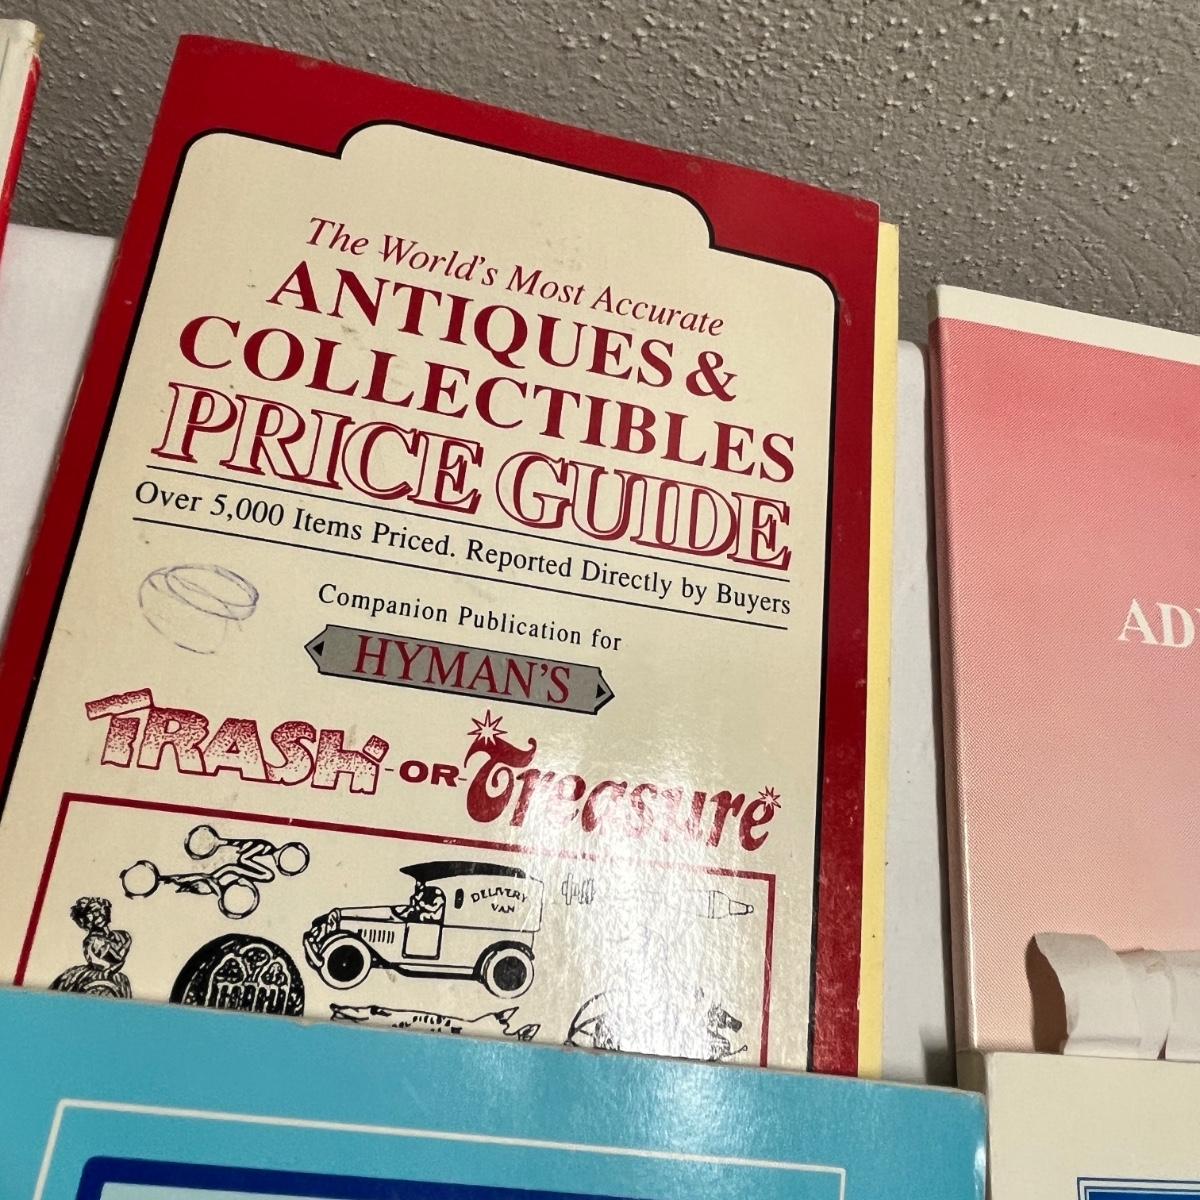 The World's Most Accurate
ANTIQUES &
COLLECTIBLES
PRICE GUIDE
Over 5,000 Items Priced. Reported Directly by Buyers
Companion Publication for
HYMAN'S
TRASH -OR- Treasure
DELIVERY
VAN
AD